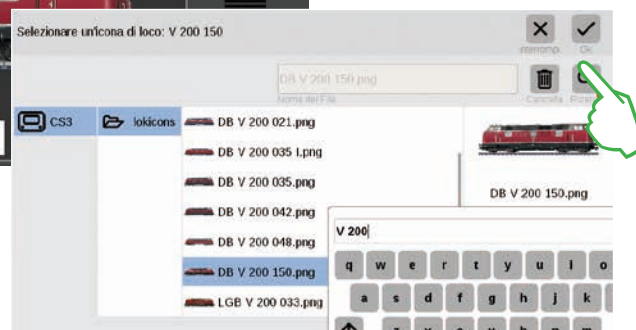 Selezionare un'icona di loco: V 200 150
Interromp.
Ok
DB V 200 150.png
Nome del File
Cancella
CS3
lokicons
DB V 200 021.png
DB V 200 035 I.png
DB V 200 035.png
DB V 200 042.png
DB V 200 048.png
DB V 200 150.png
LGB V 200 033.png
DB V 200 150.png
V 200
q w e r t y u i o
a s d f g h j k